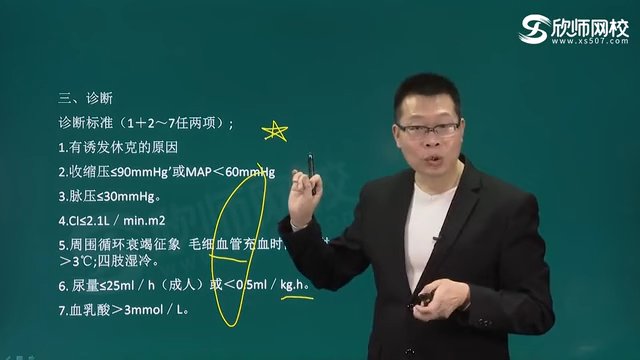 欣师网校
www.xs507.com
三、诊断
诊断标准（1＋2～7任两项）;
1.有诱发休克的原因
2.收缩压≤90mmHg’或MAP＜60mmHg
3.脉压≤30mmHg。
4.CI≤2.1L／min.m2
5.周围循环衰竭征象 毛细血管充血时
＞3℃;四肢湿冷。
6. 尿量≤25ml／h（成人）或＜0.5ml／kg.h。
7.血乳酸＞3mmol／L。